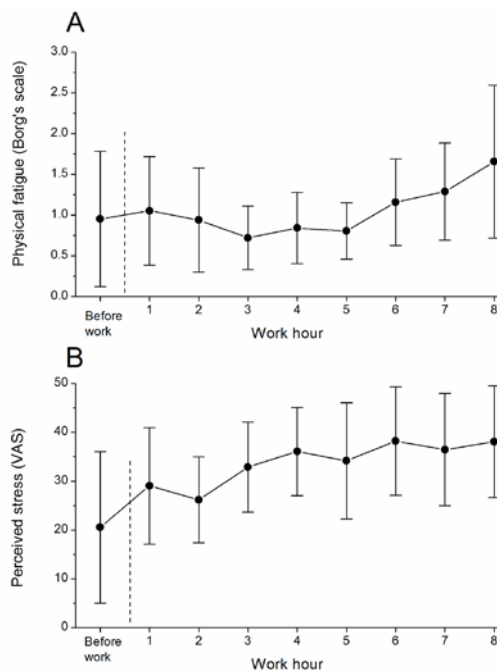 A
Physical fatigue (Borg's scale)
3.0
2.5
2.0
1.5
1.0
0.5
0.0
Before
work
1 2 3 4 5 6 7 8
Work hour
B
Perceived stress (VAS)
50
40
30
20
10
0
Before
work
1 2 3 4 5 6 7 8
Work hour